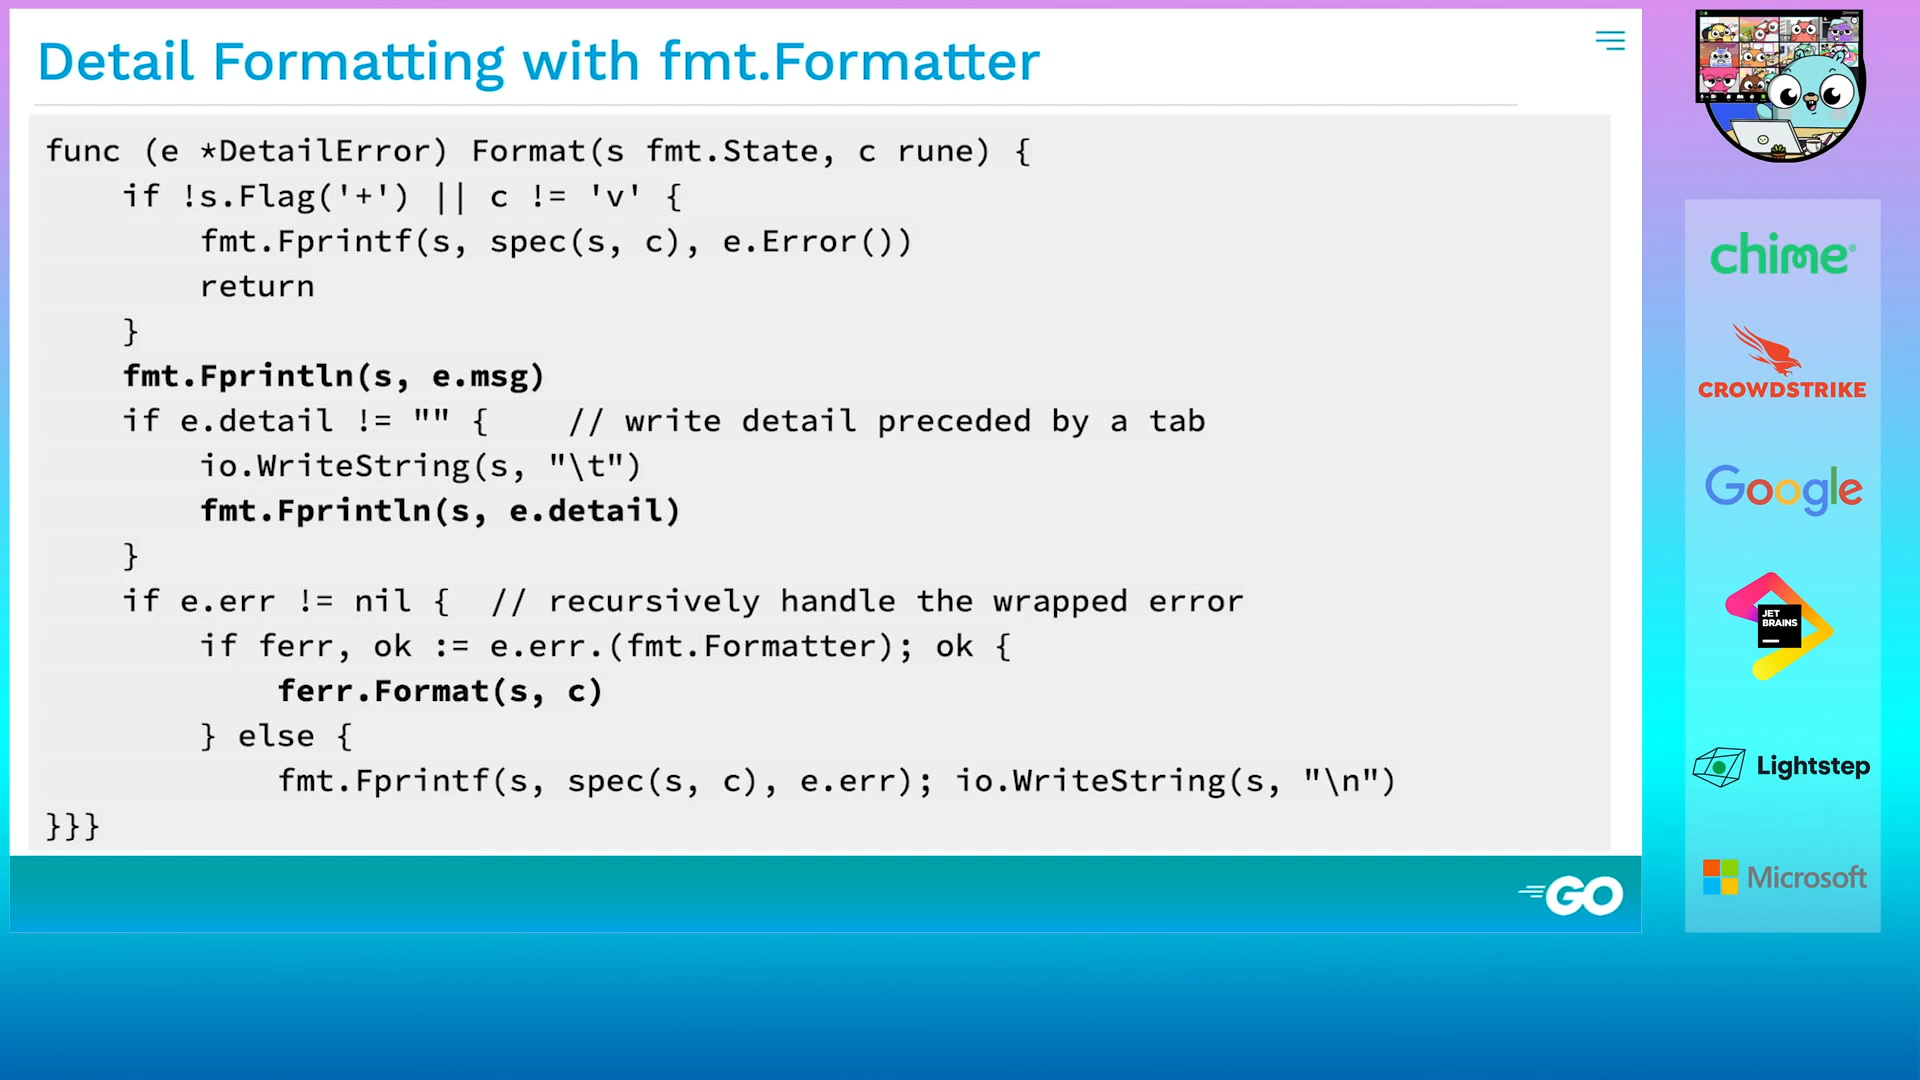 Detail Formatting with fmt.Formatter
func (e *DetailError) Format(s fmt.State, c rune) {
    if !s.Flag('+') || c != 'v' {
        fmt.Fprintf(s, spec(s, c), e.Error())
        return
    }
    fmt.Fprintln(s, e.msg)
    if e.detail != "" {    // write detail preceded by a tab
        io.WriteString(s, "\t")
        fmt.Fprintln(s, e.detail)
    }
    if e.err != nil {  // recursively handle the wrapped error
        if ferr, ok := e.err.(fmt.Formatter); ok {
            ferr.Format(s, c)
        } else {
            fmt.Fprintf(s, spec(s, c), e.err); io.WriteString(s, "\n")
}}}
GO
chime
CROWDSTRIKE
Google
JET
BRAINS
Lightstep
Microsoft